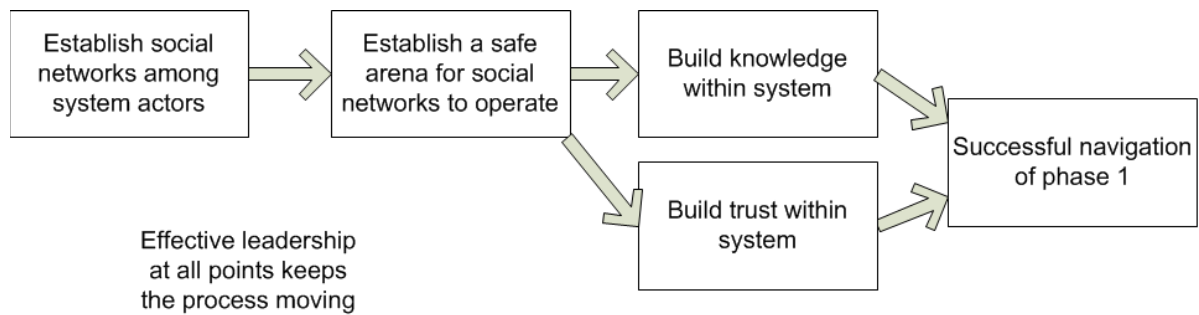 Establish social
networks among
system actors
Establish a safe
arena for social
networks to operate
Build knowledge
within system
Build trust within
system
Successful navigation
of phase 1
Effective leadership
at all points keeps
the process moving